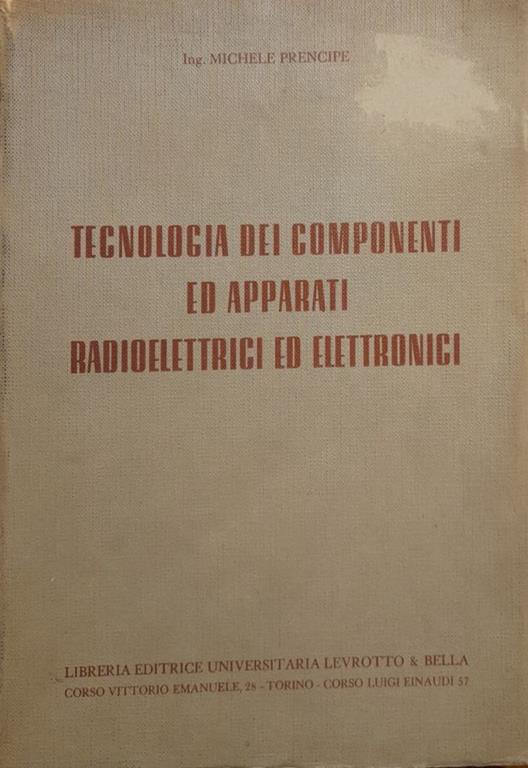 Ing. MICHELE PRENCIPE
TECNOLOGIA DEI COMPONENTI
ED APPARATI
RADIOELETTRICI ED ELETTRONICI
LIBRERIA EDITRICE UNIVERSITARIA LEVROTTO & BELLA
CORSO VITTORIO EMANUELE, 28 - TORINO - CORSO LUIGI EINAUDI 57